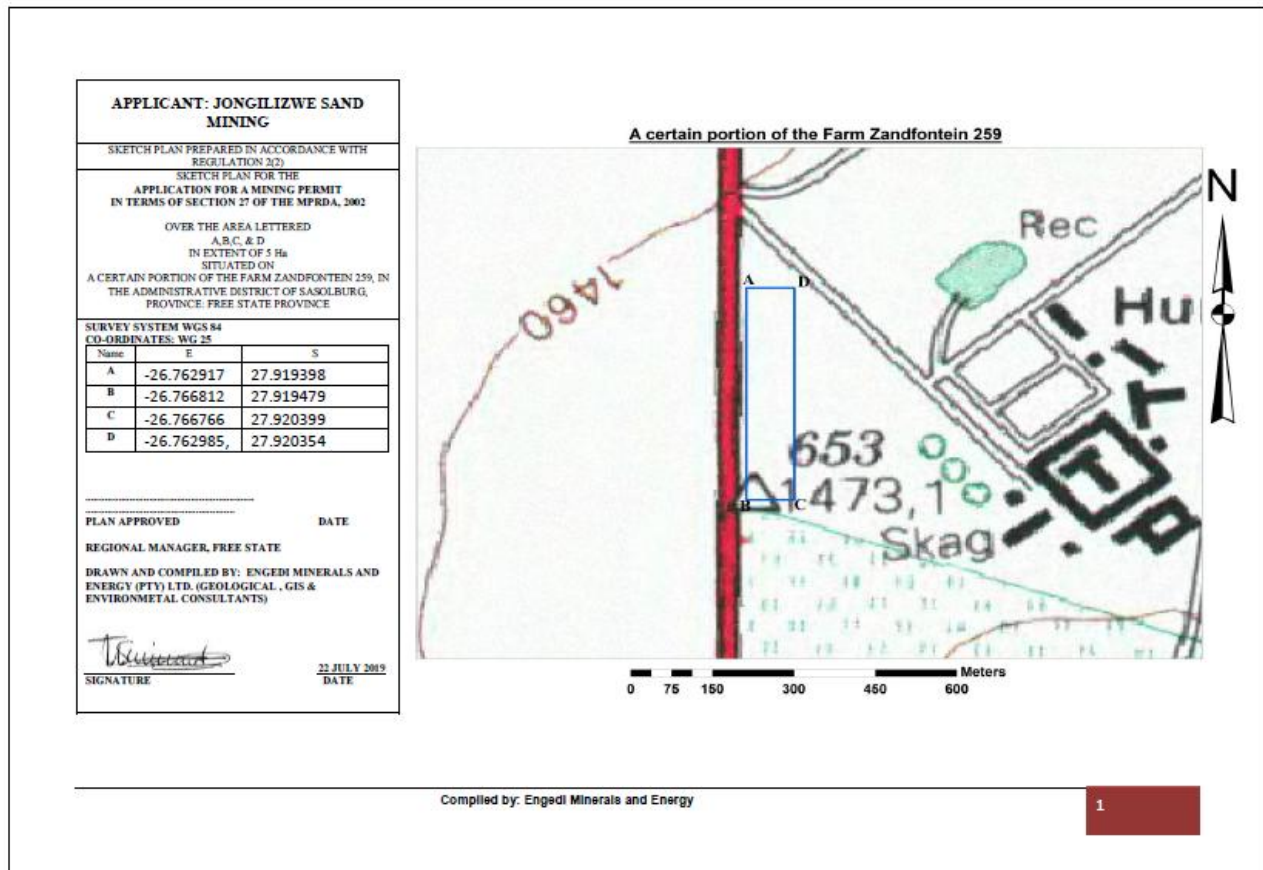 APPLICANT: JONGILIZWE SAND
MINING
SKETCH PLAN PREPARED IN ACCORDANCE WITH
REGULATION 2(2)
SKETCH PLAN FOR THE
APPLICATION FOR A MINING PERMIT
IN TERMS OF SECTION 27 OF THE MPRDA, 2002
OVER THE AREA LETTERED
A,B,C, & D
IN EXTENT OF 5 Ha
SITUATED ON
A CERTAIN PORTION OF THE FARM ZANDFONTEIN 259, IN
THE ADMINISTRATIVE DISTRICT OF SASOLBURG,
PROVINCE: FREE STATE PROVINCE
SURVEY SYSTEM WGS 84
CO-ORDINATES: WG 25
Name E S
A -26.762917 27.919398
B -26.766812 27.919479
C -26.766766 27.920399
D -26.762985, 27.920354
PLAN APPROVED DATE
REGIONAL MANAGER, FREE STATE
DRAWN AND COMPILED BY: ENGEDI MINERALS AND
ENERGY (PTY) LTD. (GEOLOGICAL , GIS &
ENVIRONMETAL CONSULTANTS)
22 JULY 2019
SIGNATURE DATE
A certain portion of the Farm Zandfontein 259
N
Rec
1460
A D
Hu
653
B C
1473,1
Skag
Meters
0 75 150 300 450 600
Compiled by: Engedi Minerals and Energy
1